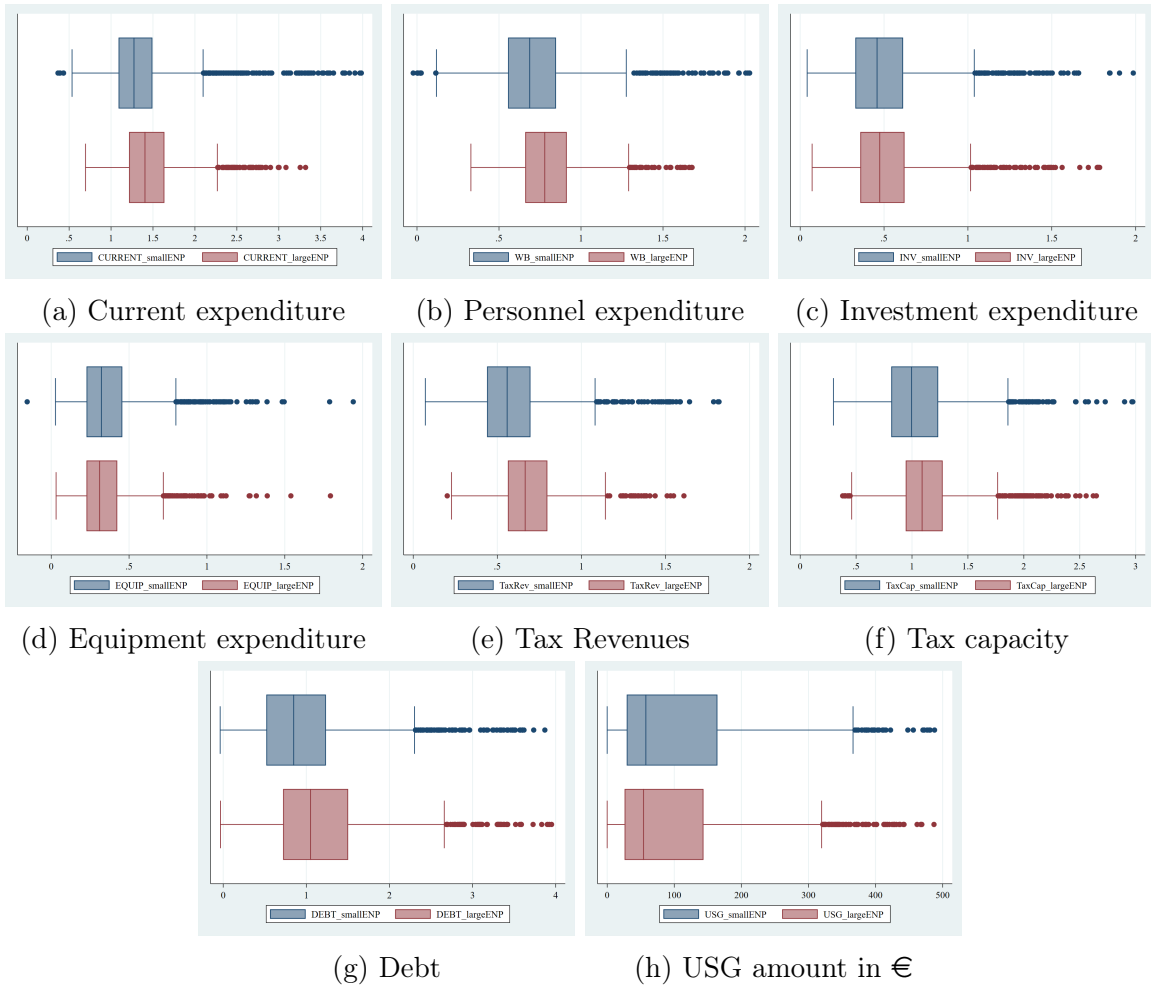 0 .5 1 1.5 2 2.5 3 3.5 4
CURRENT_smallENP CURRENT_largeENP
(a) Current expenditure
0 .5 1 1.5 2
WB_smallENP WB_largeENP
(b) Personnel expenditure
0 .5 1 1.5 2
INV_smallENP INV_largeENP
(c) Investment expenditure
0 .5 1 1.5 2
EQUIP_smallENP EQUIP_largeENP
(d) Equipment expenditure
0 .5 1 1.5 2
TaxRev_smallENP TaxRev_largeENP
(e) Tax Revenues
0 .5 1 1.5 2 2.5 3
TaxCap_smallENP TaxCap_largeENP
(f) Tax capacity
0 1 2 3 4
DEBT_smallENP DEBT_largeENP
(g) Debt
0 100 200 300 400 500
USG_smallENP USG_largeENP
(h) USG amount in €